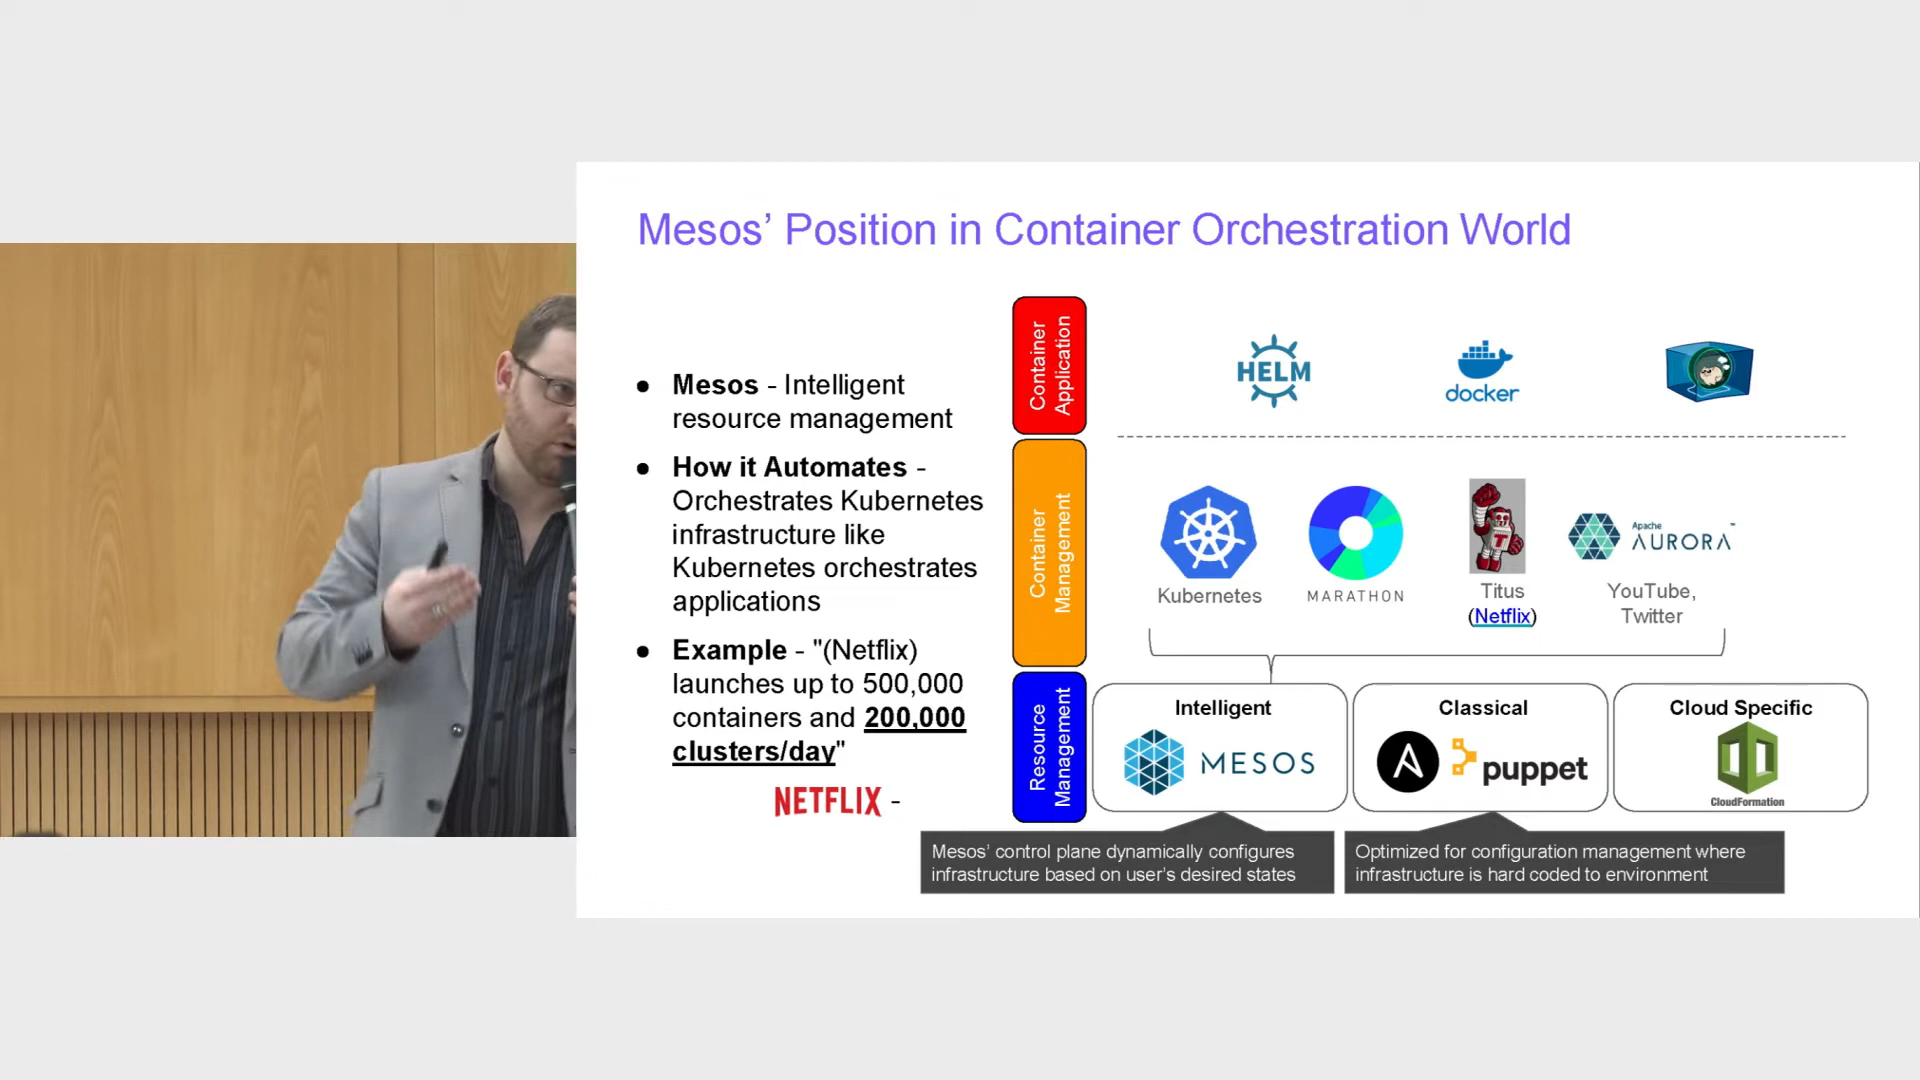 Mesos’ Position in Container Orchestration World
● Mesos - Intelligent
resource management
● How it Automates -
Orchestrates Kubernetes
infrastructure like
Kubernetes orchestrates
applications
● Example - "(Netflix)
launches up to 500,000
containers and 200,000
clusters/day"
NETFLIX -
Container
Application
HELM
docker
Container
Management
Kubernetes
MARATHON
T
Titus
(Netflix)
Apache
AURORA™
YouTube,
Twitter
Resource
Management
Intelligent
MESOS
Classical
A
puppet
Cloud Specific
CloudFormation
Mesos’ control plane dynamically configures
infrastructure based on user’s desired states
Optimized for configuration management where
infrastructure is hard coded to environment